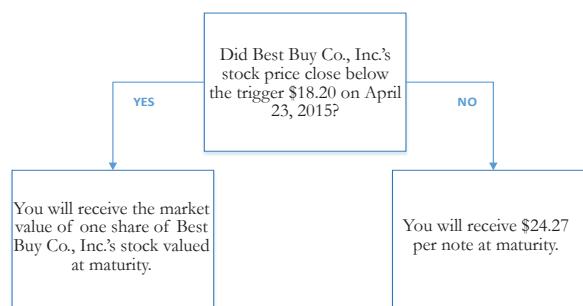 Did Best Buy Co., Inc.'s
stock price close below
the trigger $18.20 on April
23, 2015?
YES
NO
You will receive the market
value of one share of Best
Buy Co., Inc.'s stock valued
at maturity.
You will receive $24.27
per note at maturity.